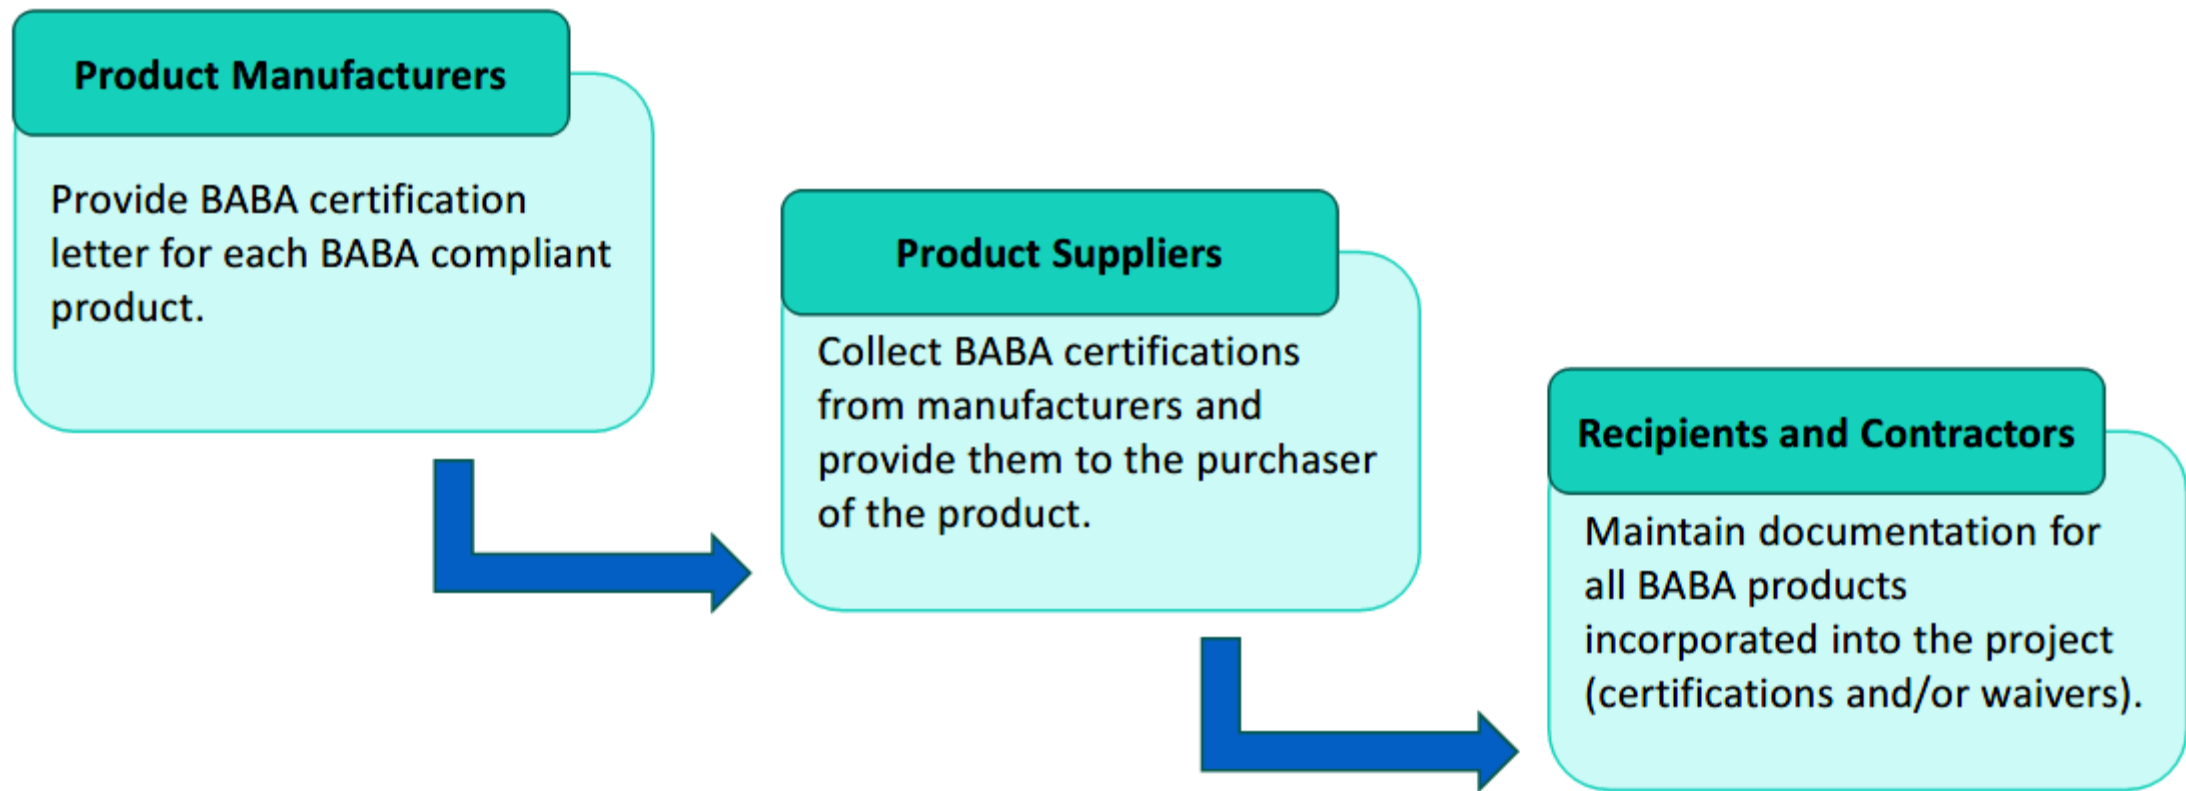 Product Manufacturers
Provide BABA certification
letter for each BABA compliant
product.
Product Suppliers
Collect BABA certifications
from manufacturers and
provide them to the purchaser
of the product.
Recipients and Contractors
Maintain documentation for
all BABA products
incorporated into the project
(certifications and/or waivers).